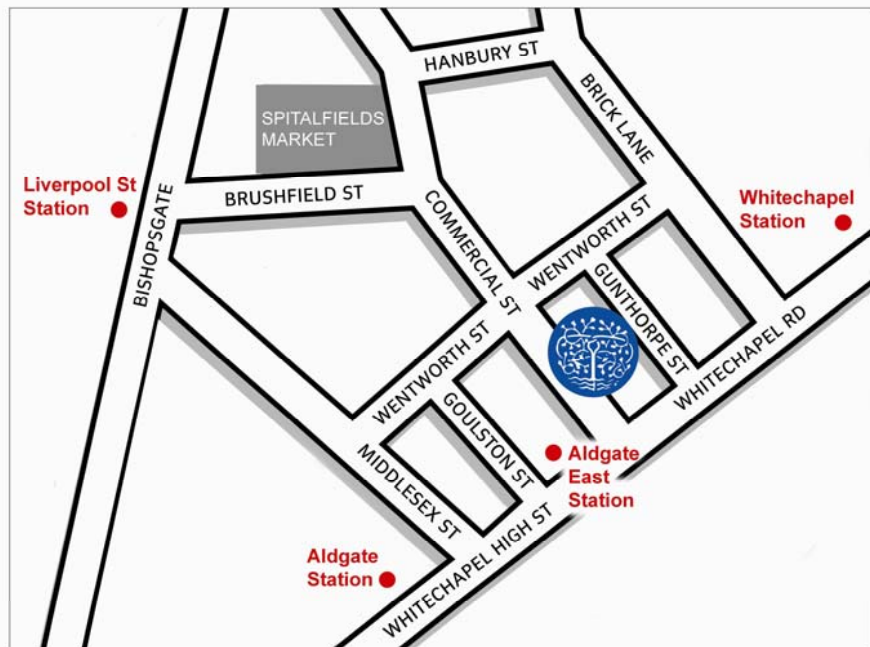 HANBURY ST
BRICK LANE
SPITALFIELDS
MARKET
Liverpool St
Station
BISHOPSGATE
BRUSHFIELD ST
COMMERCIAL ST
WENTWORTH ST
Whitechapel
Station
GUNTHORPE ST
WHITECHAPEL RD
WENTWORTH ST
GOULSTON ST
MIDDLESEX ST
Aldgate
East
Station
WHITECHAPEL HIGH ST
Aldgate
Station